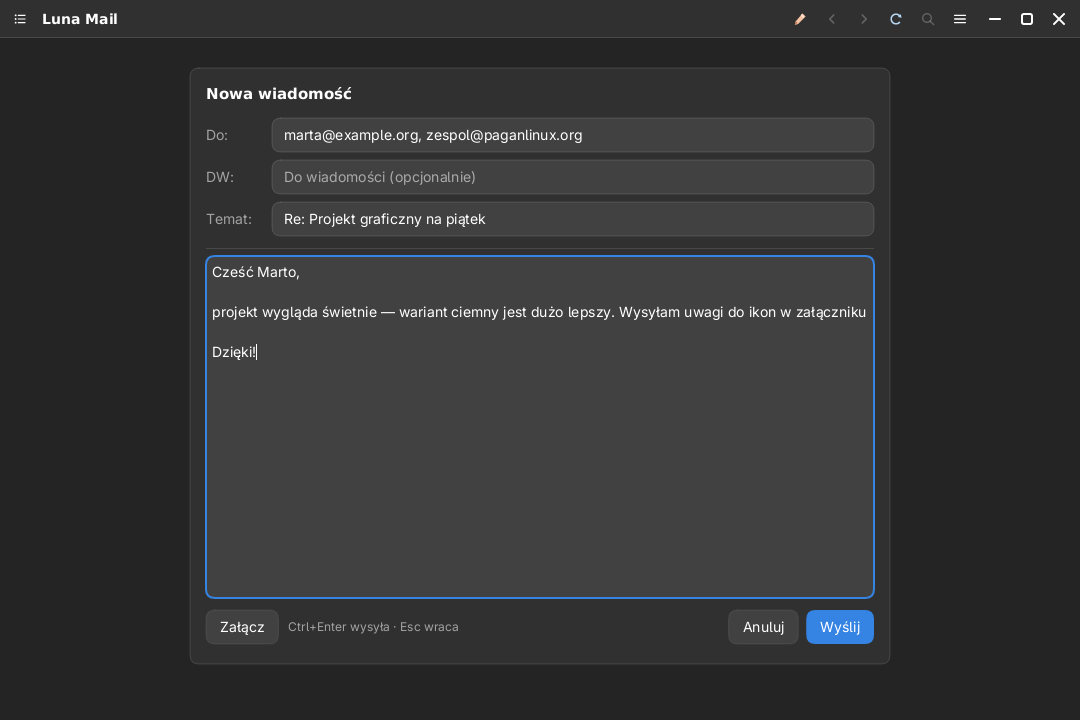 Luna Mail
Nowa wiadomość
Do: marta@example.org, zespol@paganlinux.org
DW: Do wiadomości (opcjonalnie)
Temat: Re: Projekt graficzny na piątek
Cześć Marto,
projekt wygląda świetnie — wariant ciemny jest dużo lepszy. Wysyłam uwagi do ikon w załączniku
Dzięki!
Załącz Ctrl+Enter wysyła · Esc wraca Anuluj Wyślij